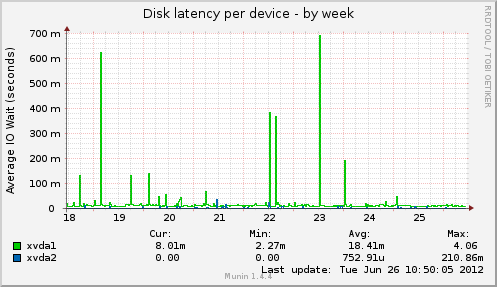 Disk latency per device - by week
RRDTOOL / TOBI OETIKER
Average IO Wait (seconds)
700 m
600 m
500 m
400 m
300 m
200 m
100 m
0
18 19 20 21 22 23 24 25
Cur: Min: Avg: Max:
xvda1 8.01m 2.27m 18.41m 4.06
xvda2 0.00 0.00 752.91u 210.86m
Last update: Tue Jun 26 10:50:05 2012
Munin 1.4.4